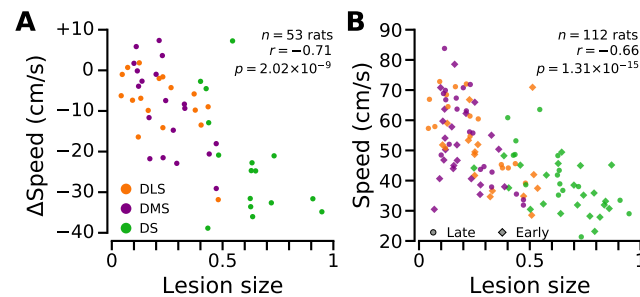 A
n = 53 rats
r = −0.71
p = 2.02×10⁻⁹
ΔSpeed (cm/s)
+10
0
−10
−20
−30
−40
DLS
DMS
DS
0
0.5
1
Lesion size
B
n = 112 rats
r = −0.66
p = 1.31×10⁻¹⁵
Speed (cm/s)
90
80
70
60
50
40
30
20
Late
Early
0
0.5
1
Lesion size